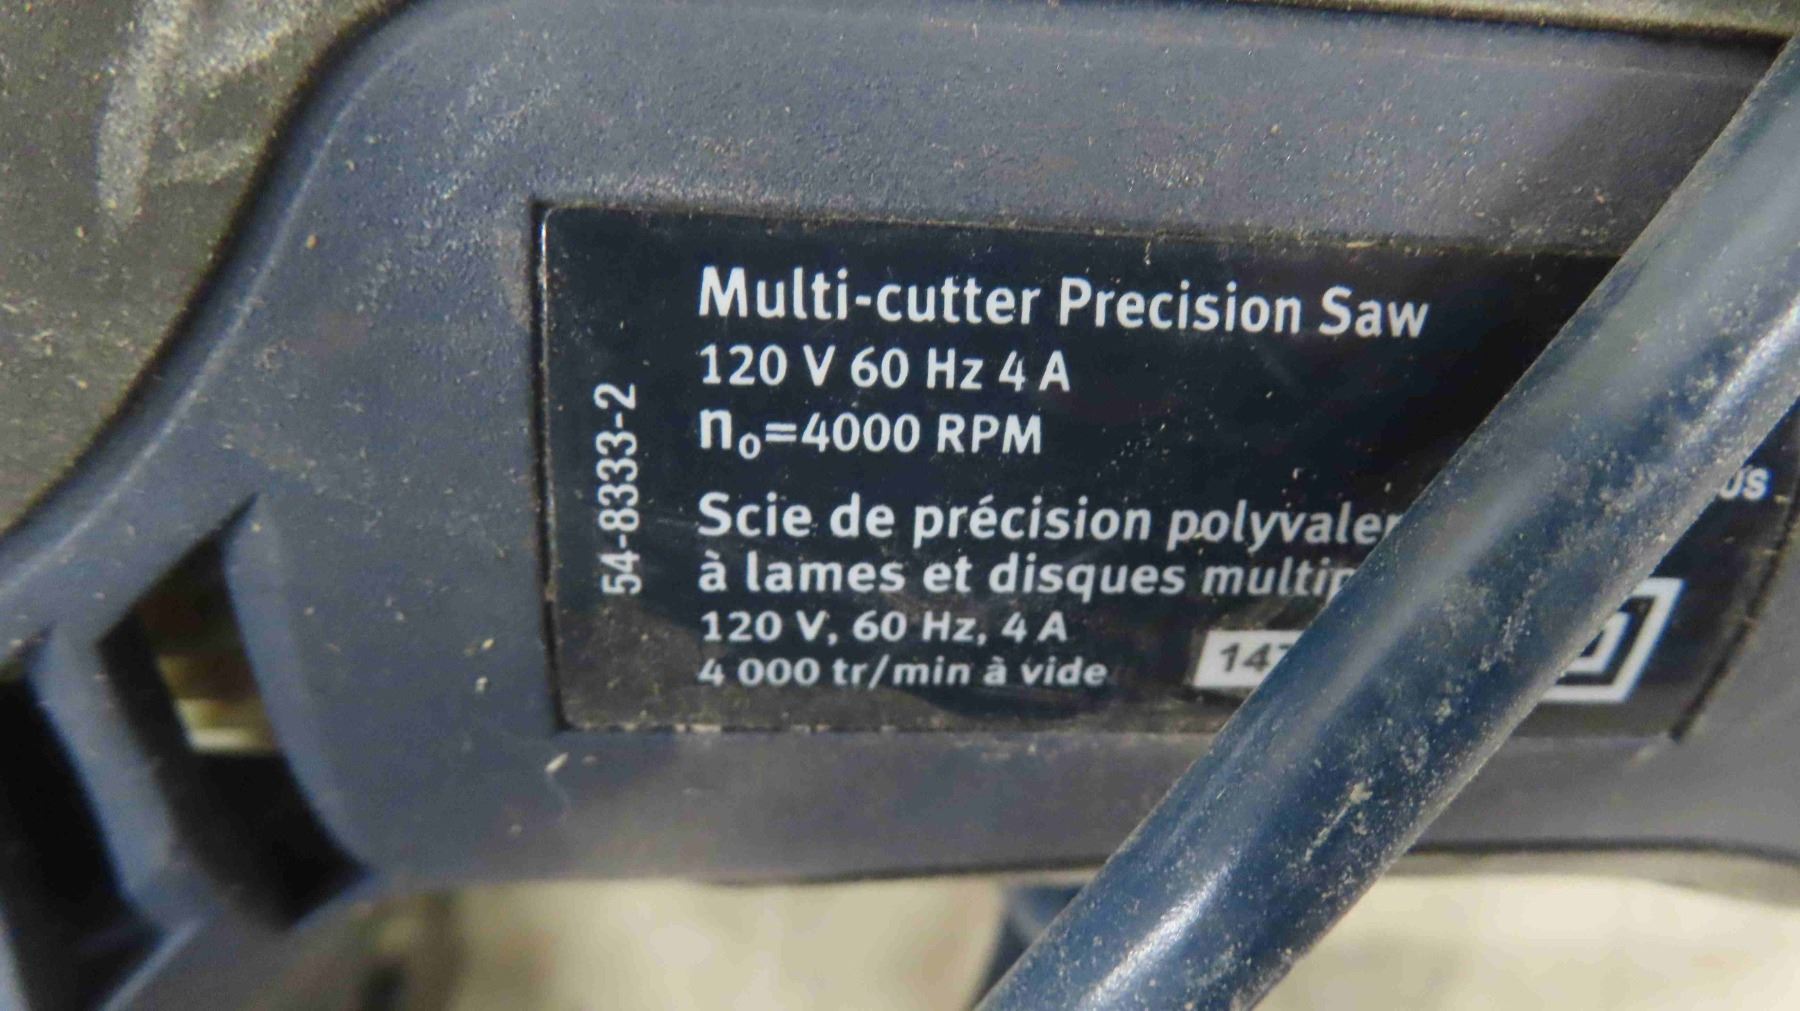 Multi-cutter Precision Saw
120 V 60 Hz 4 A
no=4000 RPM
54-8333-2
Scie de précision
à lames et disques
120 V, 60 Hz, 4 A
4 000 tr/min à vide